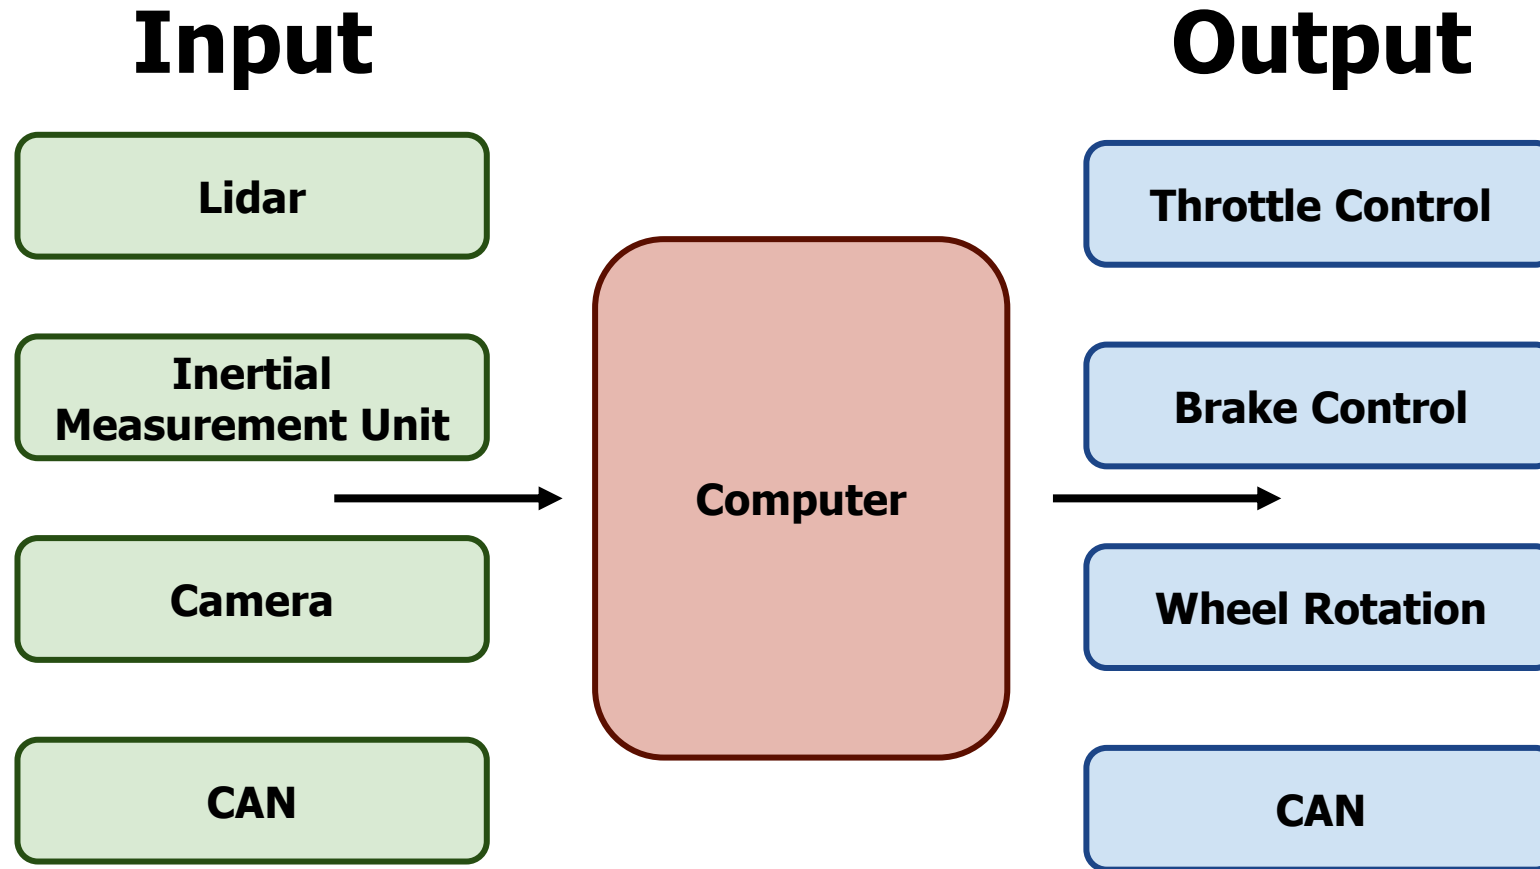 Input
Output
Lidar
Inertial
Measurement Unit
Camera
CAN
Computer
Throttle Control
Brake Control
Wheel Rotation
CAN